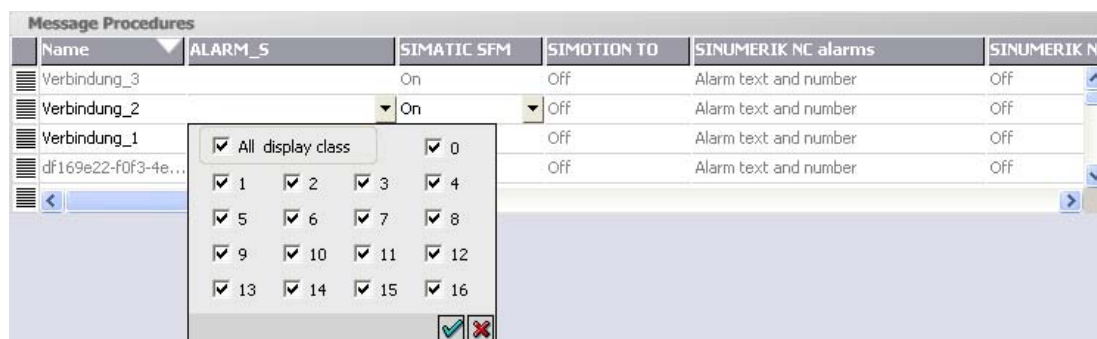 Message Procedures
Name ALARM_S SIMATIC SFM SIMOTION TO SINUMERIK NC alarms SINUMERIK N
Verbindung_3 On Off Alarm text and number Off
Verbindung_2 On Off Alarm text and number Off
Verbindung_1 Off Alarm text and number Off
df169e22-f0f3-4e... Off Alarm text and number Off
All display class 0
1 2 3 4
5 6 7 8
9 10 11 12
13 14 15 16